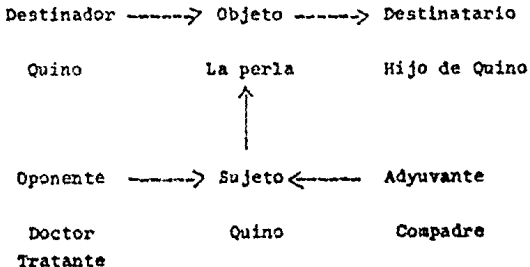 Destinador -----> Objeto -----> Destinatario
Quino La perla Hijo de Quino
Oponente -----> Sujeto <----- Adyuvante
Doctor Quino Compadre
Tratante